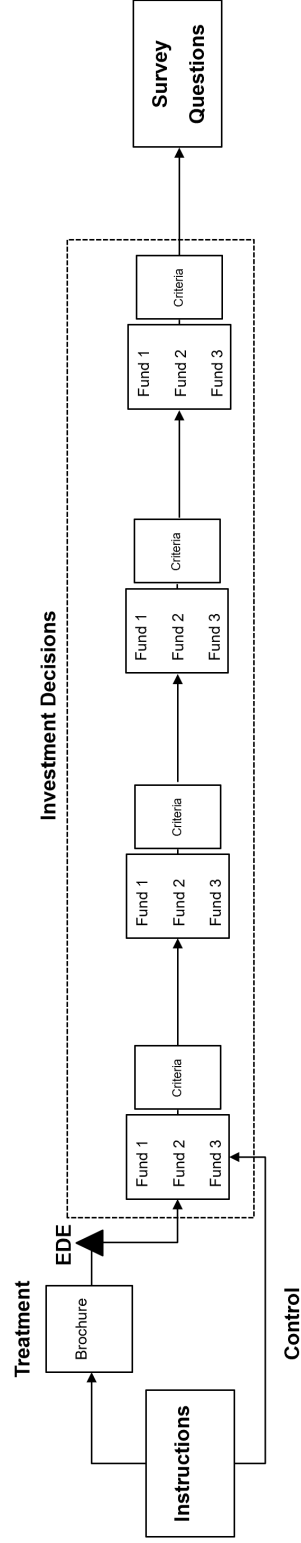 Instructions
Treatment
Brochure
EDE
Control
Investment Decisions
Fund 1
Fund 2
Fund 3
Criteria
Fund 1
Fund 2
Fund 3
Criteria
Fund 1
Fund 2
Fund 3
Criteria
Fund 1
Fund 2
Fund 3
Criteria
Survey
Questions